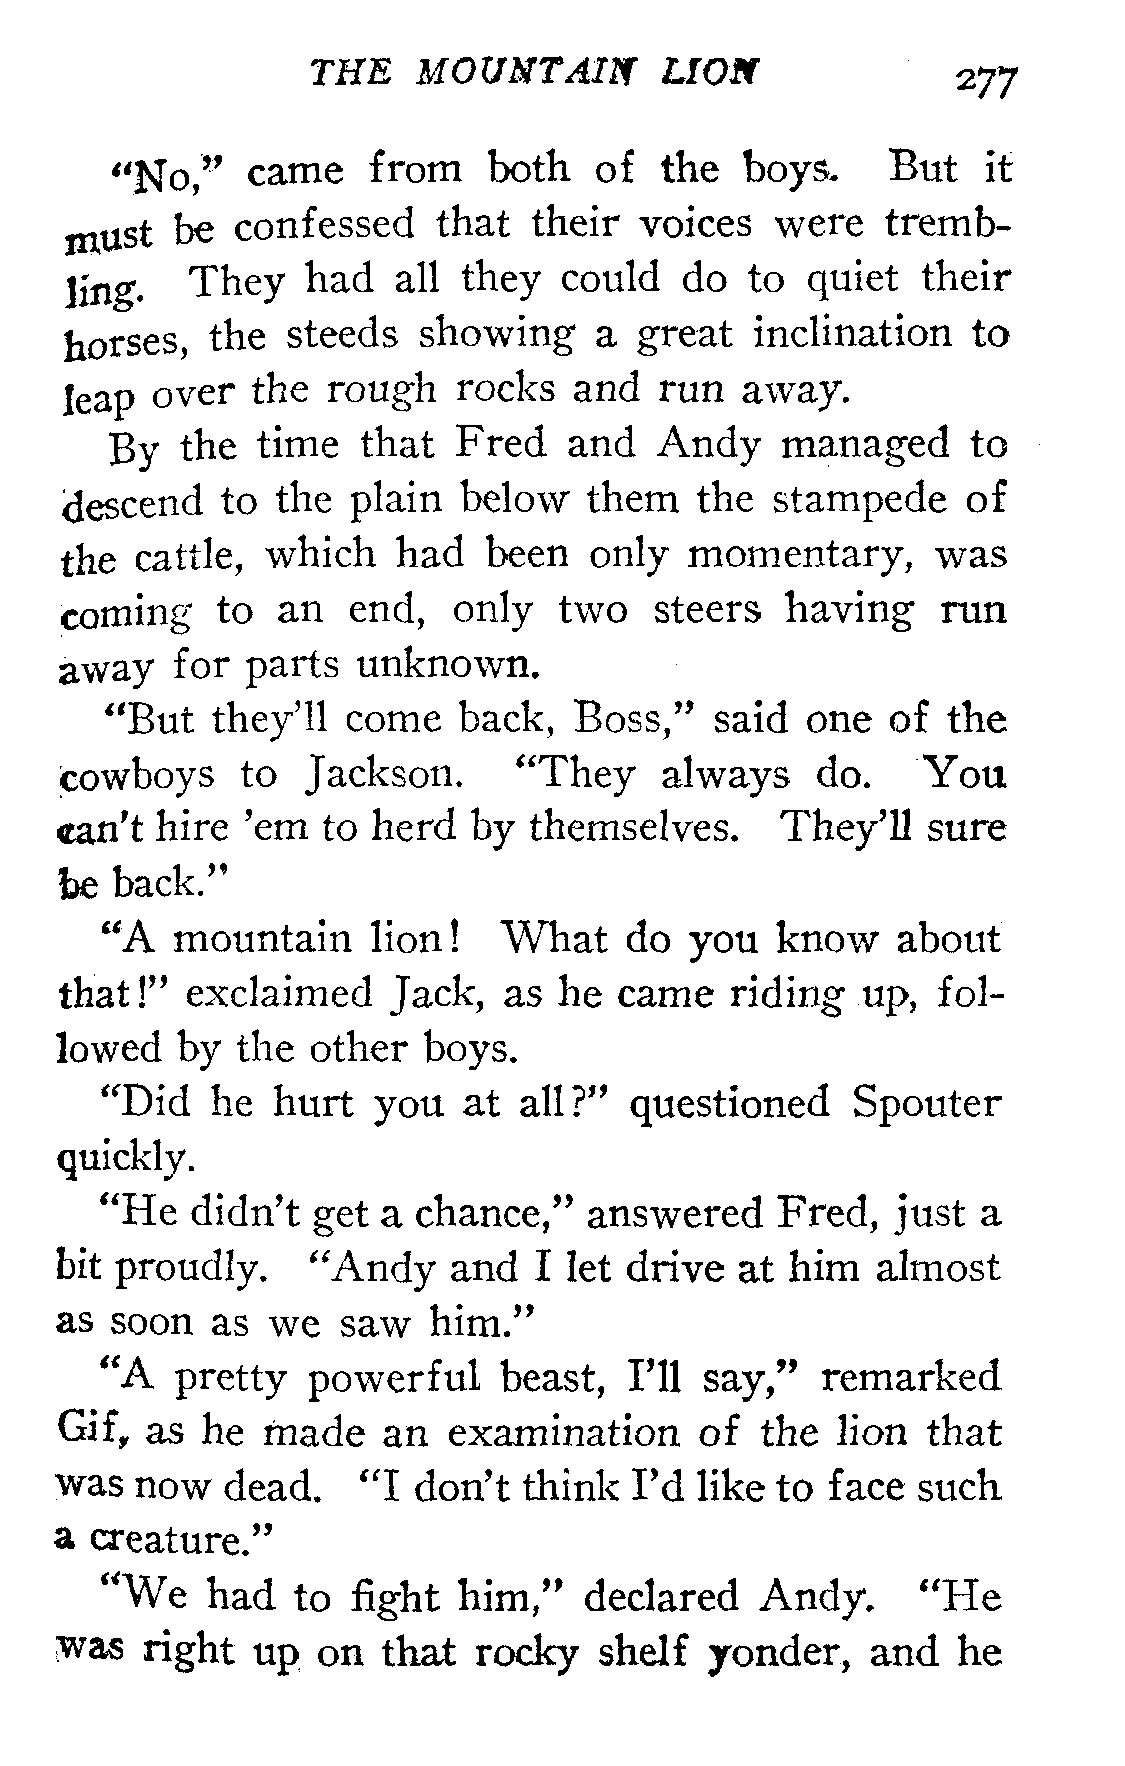 THE MOUNTAIN LION 277
"No," came from both of the boys. But it
must be confessed that their voices were tremb-
ling. They had all they could do to quiet their
horses, the steeds showing a great inclination to
leap over the rough rocks and run away.
By the time that Fred and Andy managed to
descend to the plain below them the stampede of
the cattle, which had been only momentary, was
coming to an end, only two steers having run
away for parts unknown.
"But they'll come back, Boss," said one of the
cowboys to Jackson. "They always do. You
can't hire 'em to herd by themselves. They'll sure
be back."
"A mountain lion! What do you know about
that!" exclaimed Jack, as he came riding up, fol-
lowed by the other boys.
"Did he hurt you at all?" questioned Spouter
quickly.
"He didn't get a chance," answered Fred, just a
bit proudly. "Andy and I let drive at him almost
as soon as we saw him."
"A pretty powerful beast, I'll say," remarked
Gif, as he made an examination of the lion that
was now dead. "I don't think I'd like to face such
a creature."
"We had to fight him," declared Andy. "He
was right up on that rocky shelf yonder, and he